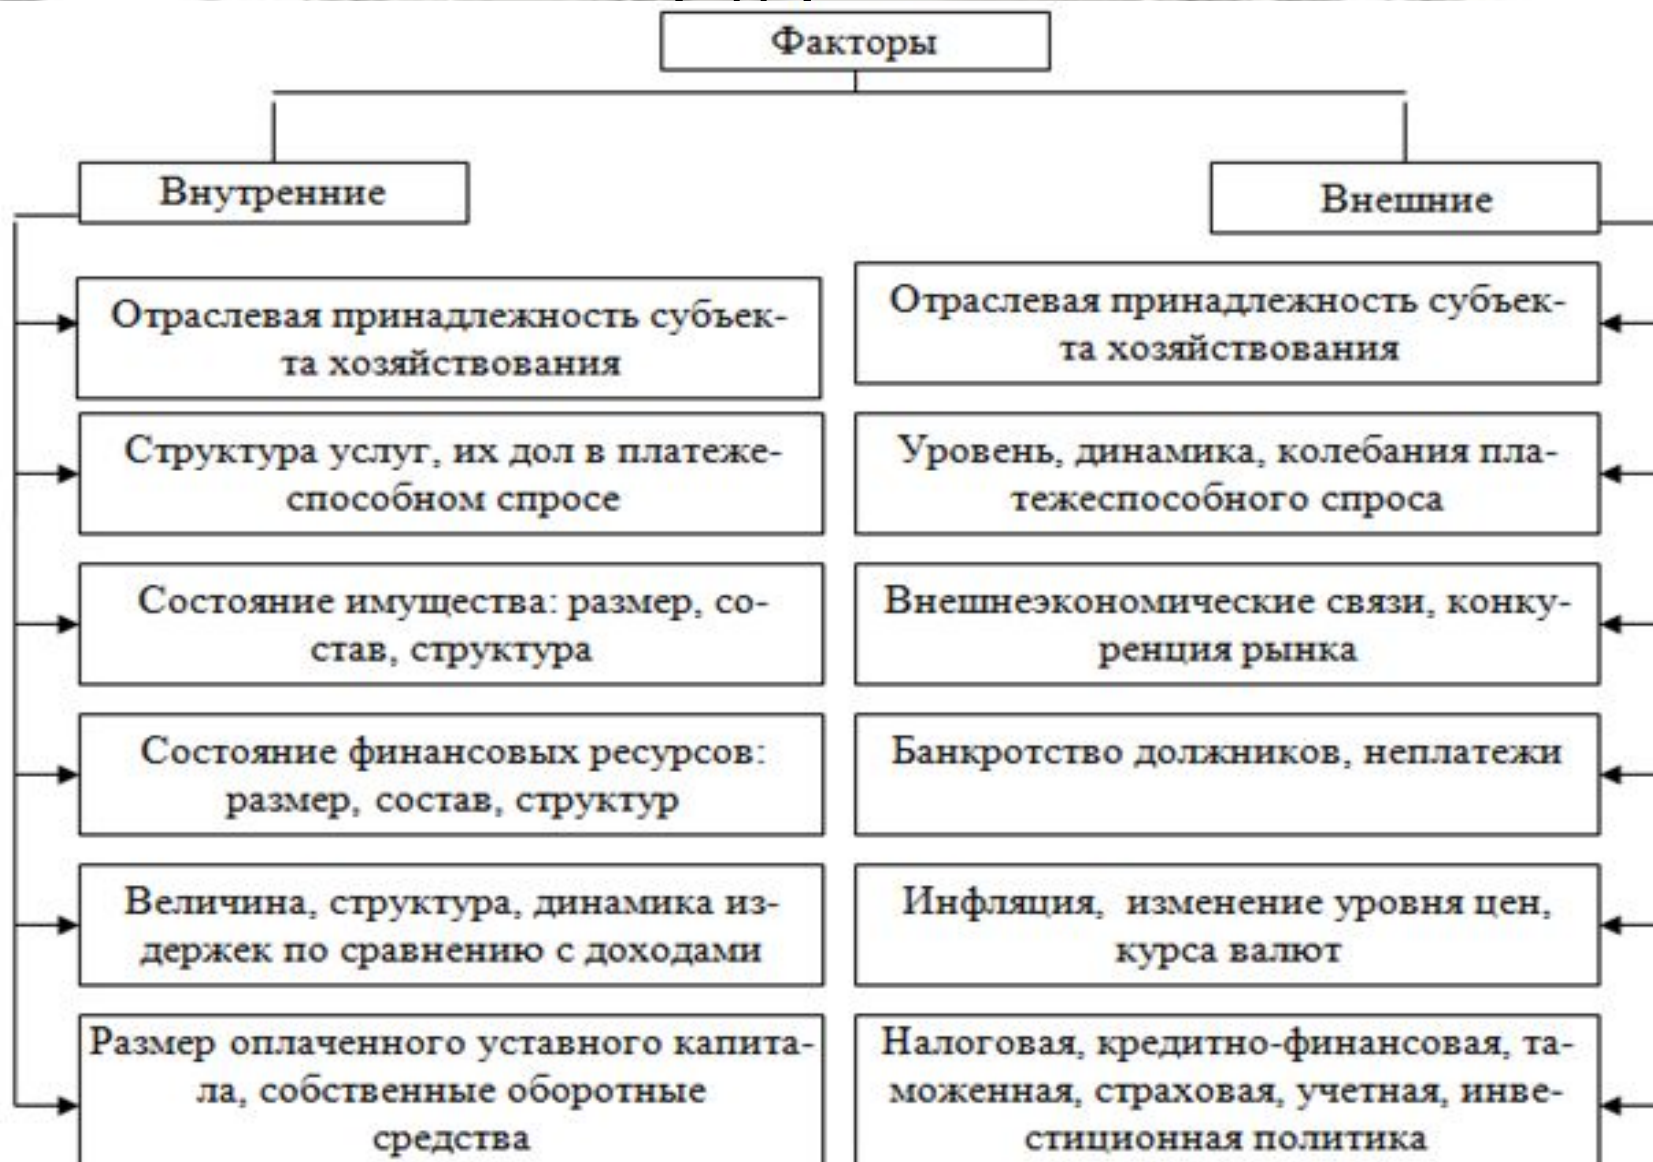 Факторы
Внутренние
Отраслевая принадлежность субъек-
та хозяйствования
Структура услуг, их дол в платеже-
способном спросе
Состояние имущества: размер, со-
став, структура
Состояние финансовых ресурсов:
размер, состав, структур
Величина, структура, динамика из-
держек по сравнению с доходами
Размер оплаченного уставного капита-
ла, собственные оборотные
средства
Внешние
Отраслевая принадлежность субъек-
та хозяйствования
Уровень, динамика, колебания пла-
тежеспособного спроса
Внешнеэкономические связи, конку-
ренция рынка
Банкротство должников, неплатежи
Инфляция,  изменение уровня цен,
курса валют
Налоговая, кредитно-финансовая, та-
моженная, страховая, учетная, инве-
стиционная политика